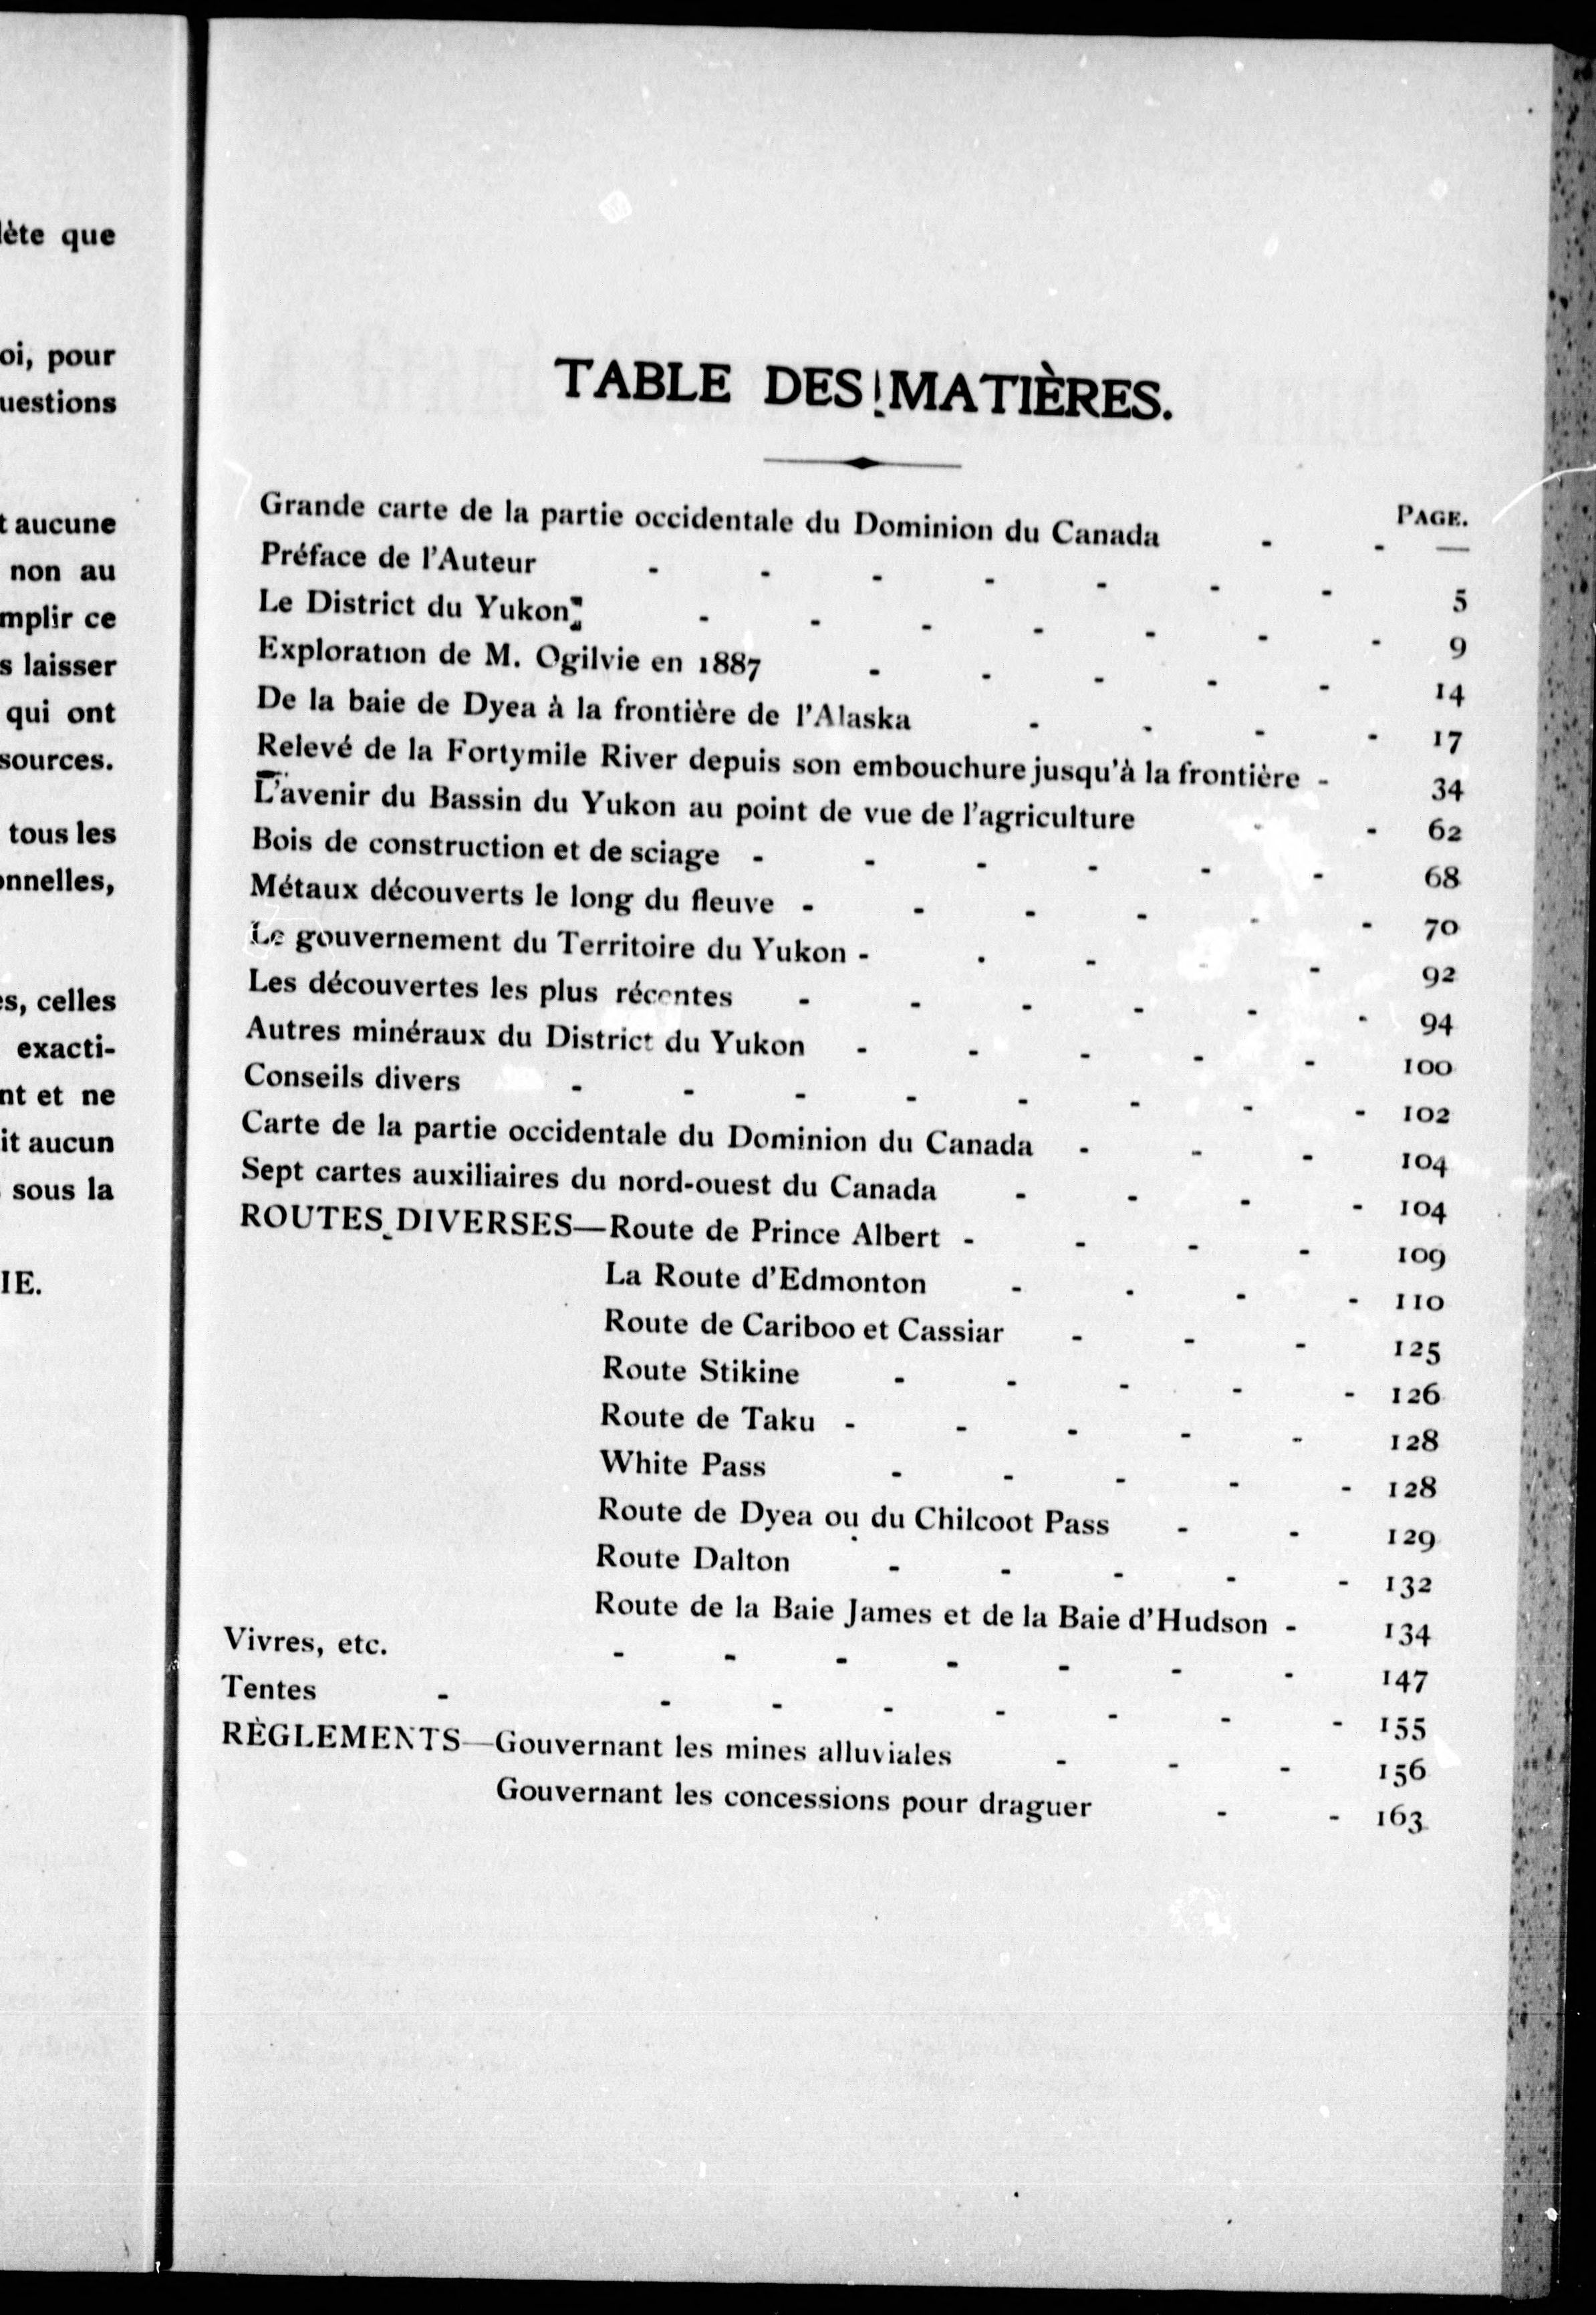 lète que
oi, pour
uestions
t aucune
non au
mplir ce
s laisser
qui ont
sources.
tous les
onnelles,
es, celles
exacti-
nt et ne
it aucun
sous la
IE.
TABLE DES MATIÈRES.
PAGE.
Grande carte de la partie occidentale du Dominion du Canada - - —
Préface de l'Auteur - - - - - - - 5
Le District du Yukon - - - - - - - 9
Exploration de M. Ogilvie en 1887 - - - - - 14
De la baie de Dyea à la frontière de l'Alaska - - - - 17
Relevé de la Fortymile River depuis son embouchure jusqu'à la frontière - 34
L'avenir du Bassin du Yukon au point de vue de l'agriculture - - 62
Bois de construction et de sciage - - - - - - 68
Métaux découverts le long du fleuve - - - - - - 70
Le gouvernement du Territoire du Yukon - - - - - 92
Les découvertes les plus récentes - - - - - - 94
Autres minéraux du District du Yukon - - - - - 100
Conseils divers - - - - - - - - 102
Carte de la partie occidentale du Dominion du Canada - - - 104
Sept cartes auxiliaires du nord-ouest du Canada - - - - 104
ROUTES DIVERSES—Route de Prince Albert - - - - 109
La Route d'Edmonton - - - - 110
Route de Cariboo et Cassiar - - - 125
Route Stikine - - - - - 126
Route de Taku - - - - - 128
White Pass - - - - - 128
Route de Dyea ou du Chilcoot Pass - - 129
Route Dalton - - - - - 132
Route de la Baie James et de la Baie d'Hudson - 134
Vivres, etc. - - - - - - - 147
Tentes - - - - - - - - 155
RÈGLEMENTS—Gouvernant les mines alluviales - - - 156
Gouvernant les concessions pour draguer - - 163